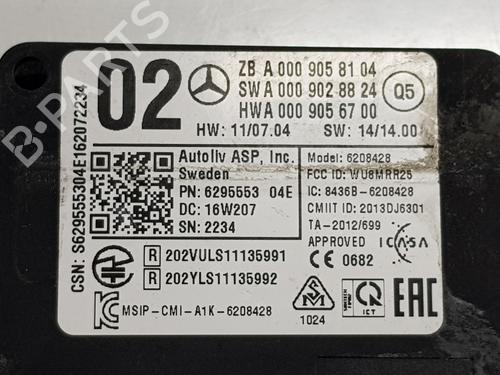 02
ZB A 000 905 81 04
SW A 000 902 88 24
HW A 000 905 67 00
Q5
HW: 11/07.04
SW: 14/14.00
CSN: S629555304E162072234
Autoliv ASP, Inc.
Sweden
PN: 6295553 04E
DC: 16W207
SN: 2234
Model: 6208428
FCC ID: WU8MRR25
IC: 8436B-6208428
CMIIT ID: 2013DJ6301
TA-2012/699
APPROVED
ICASA
CE 0682
R 202VULS11135991
R 202YLS11135992
MSIP-CMI-A1K-6208428
1024
ICT
EAC
B-Parts